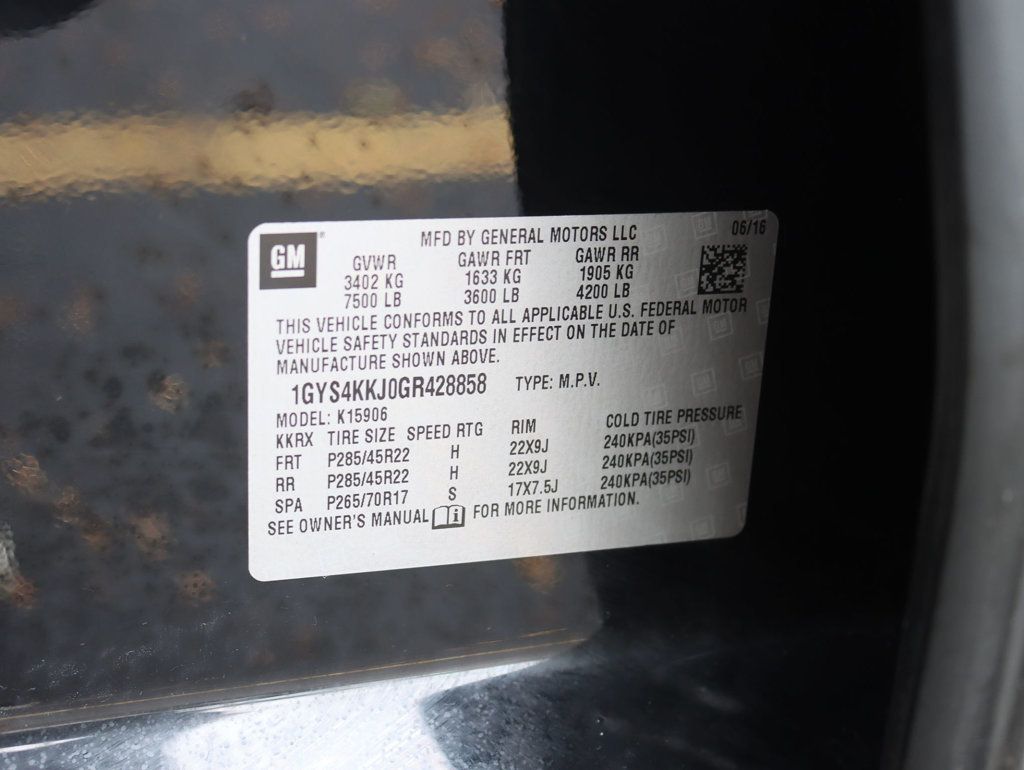 GM
MFD BY GENERAL MOTORS LLC 06/16
GVWR GAWR FRT GAWR RR
3402 KG 1633 KG 1905 KG
7500 LB 3600 LB 4200 LB
THIS VEHICLE CONFORMS TO ALL APPLICABLE U.S. FEDERAL MOTOR
VEHICLE SAFETY STANDARDS IN EFFECT ON THE DATE OF
MANUFACTURE SHOWN ABOVE.
1GYS4KKJ0GR428858 TYPE: M.P.V.
MODEL: K15906
KKRX TIRE SIZE SPEED RTG RIM COLD TIRE PRESSURE
FRT P285/45R22 H 22X9J 240KPA(35PSI)
RR P285/45R22 H 22X9J 240KPA(35PSI)
SPA P265/70R17 S 17X7.5J 240KPA(35PSI)
SEE OWNER'S MANUAL i FOR MORE INFORMATION.